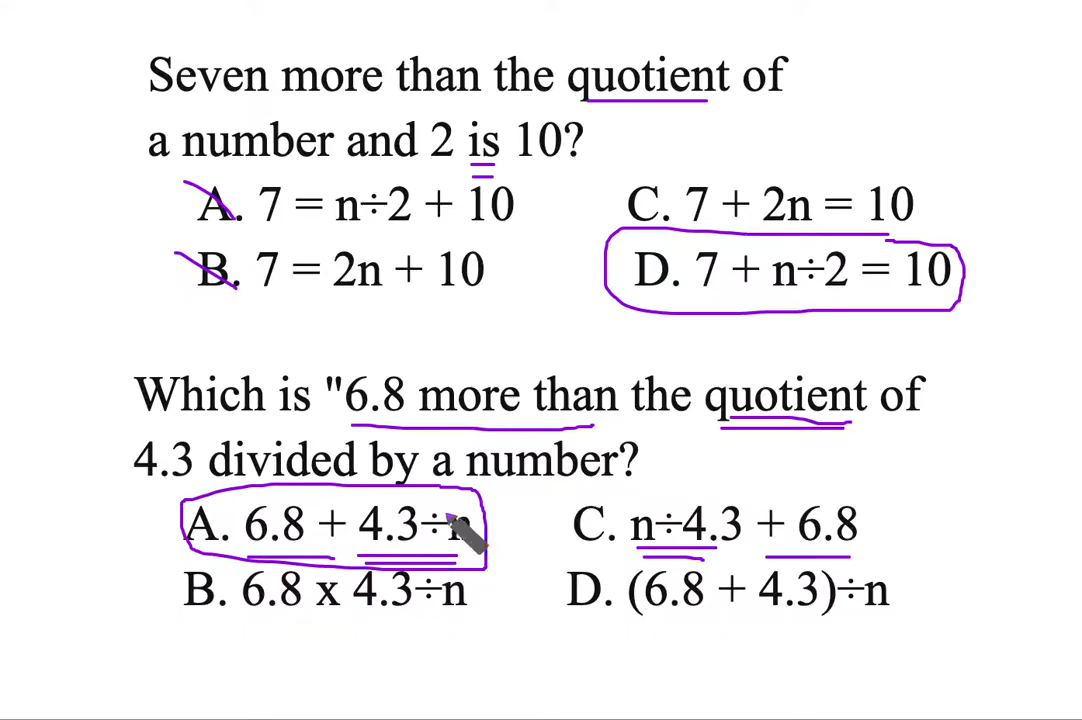 Seven more than the quotient of
a number and 2 is 10?
A. 7 = n÷2 + 10
C. 7 + 2n = 10
B. 7 = 2n + 10
D. 7 + n÷2 = 10
Which is "6.8 more than the quotient of
4.3 divided by a number?
A. 6.8 + 4.3÷n
C. n÷4.3 + 6.8
B. 6.8 x 4.3÷n
D. (6.8 + 4.3)÷n